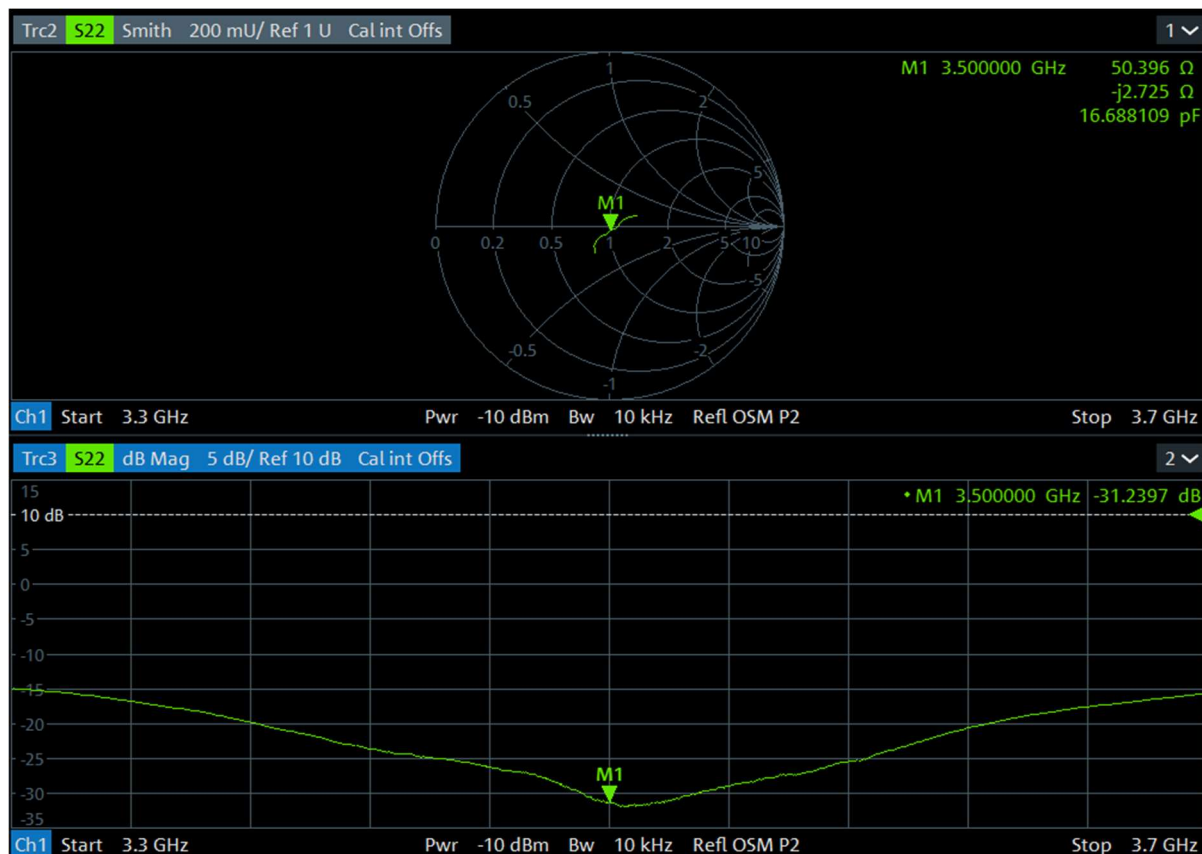 Trc2 S22 Smith 200 mU/ Ref 1 U Cal int Offs 1
M1 3.500000 GHz 50.396 Ω
-j2.725 Ω
16.688109 pF
1
0.5 2
5
M1
0 0.2 0.5 1 2 5 10
-5
-0.5 -2
-1
Ch1 Start 3.3 GHz Pwr -10 dBm Bw 10 kHz Refl OSM P2 Stop 3.7 GHz
Trc3 S22 dB Mag 5 dB/ Ref 10 dB Cal int Offs 2
15
•M1 3.500000 GHz -31.2397 dB
10 dB
5
0
-5
-10
-15
-20
-25
M1
-30
-35
Ch1 Start 3.3 GHz Pwr -10 dBm Bw 10 kHz Refl OSM P2 Stop 3.7 GHz